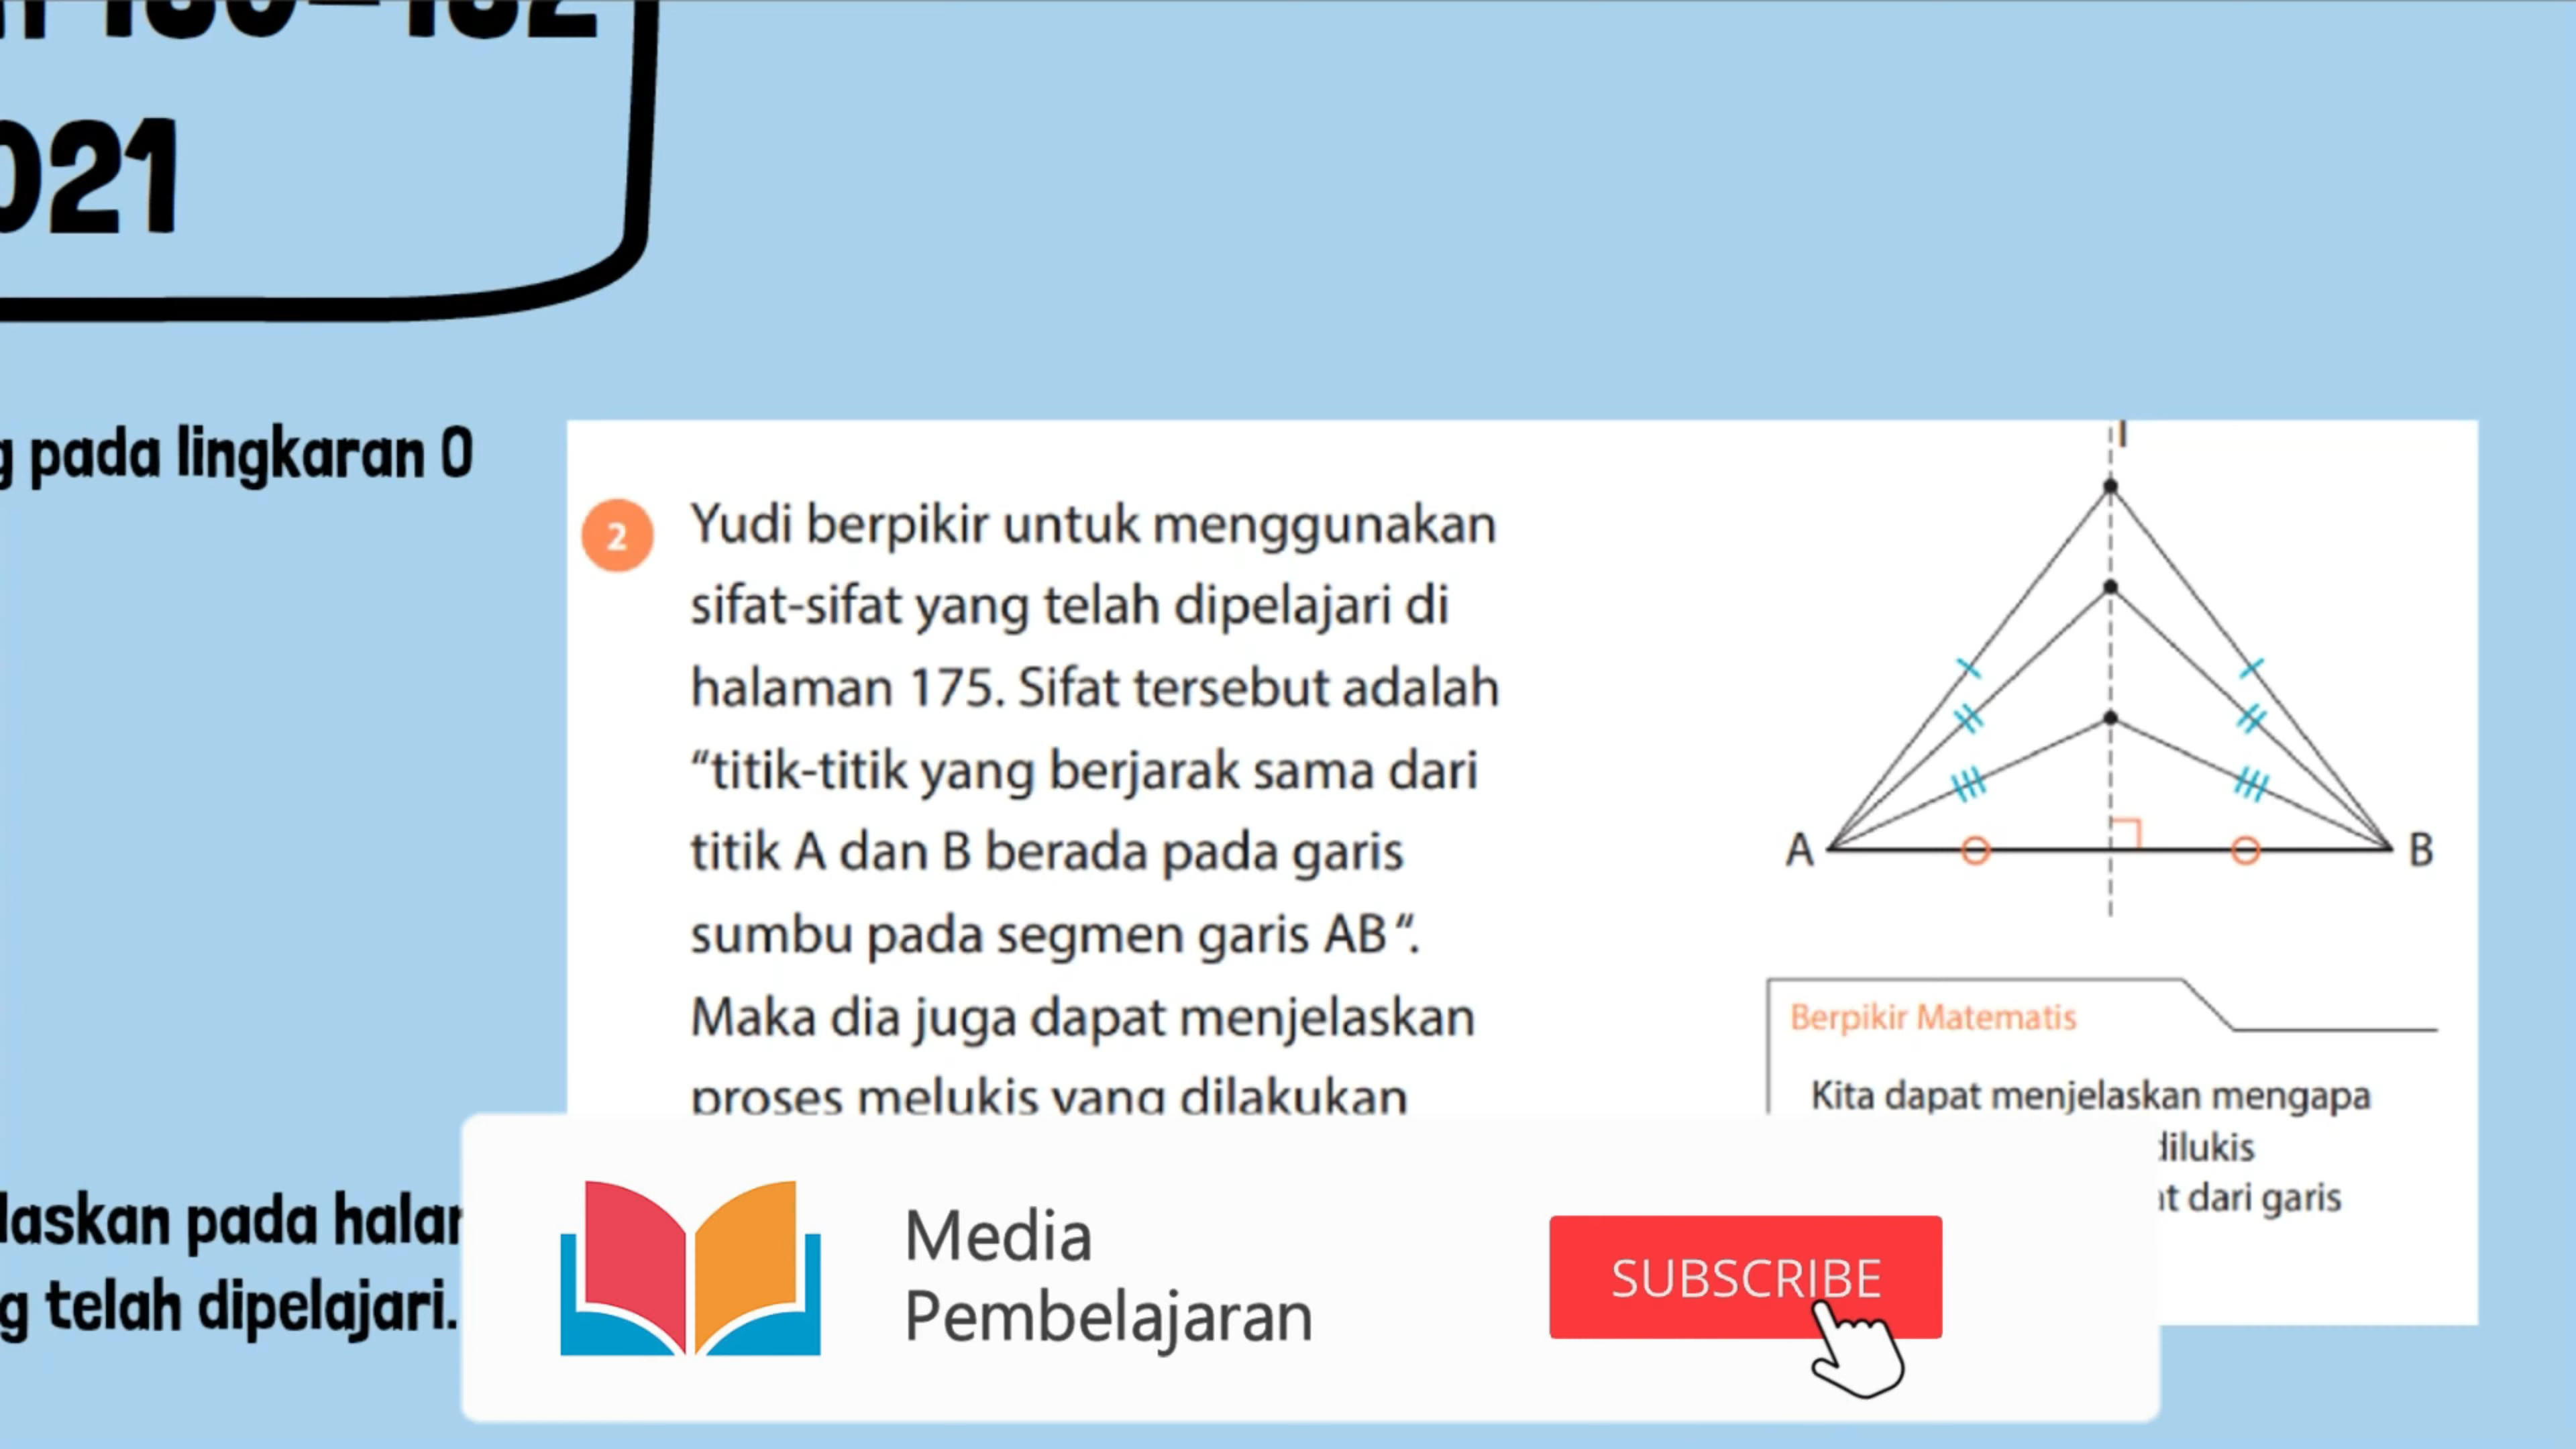 021
pada lingkaran O
2
Yudi berpikir untuk menggunakan
sifat-sifat yang telah dipelajari di
halaman 175. Sifat tersebut adalah
“titik-titik yang berjarak sama dari
titik A dan B berada pada garis
sumbu pada segmen garis AB “.
Maka dia juga dapat menjelaskan
proses melukis yang dilakukan
A
B
Berpikir Matematis
Kita dapat menjelaskan mengapa
dilukis
dari garis
pada
telah dipelajari.
Media
Pembelajaran
SUBSCRIBE